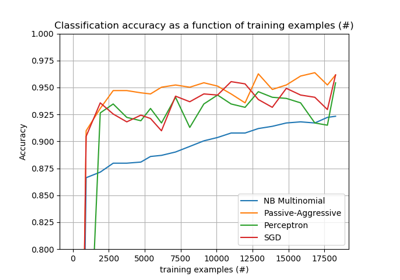 Classification accuracy as a function of training examples (#)
1.000
0.975
0.950
0.925
0.900
0.875
0.850
0.825
0.800
Accuracy
NB Multinomial
Passive-Aggressive
Perceptron
SGD
0 2500 5000 7500 10000 12500 15000 17500
training examples (#)